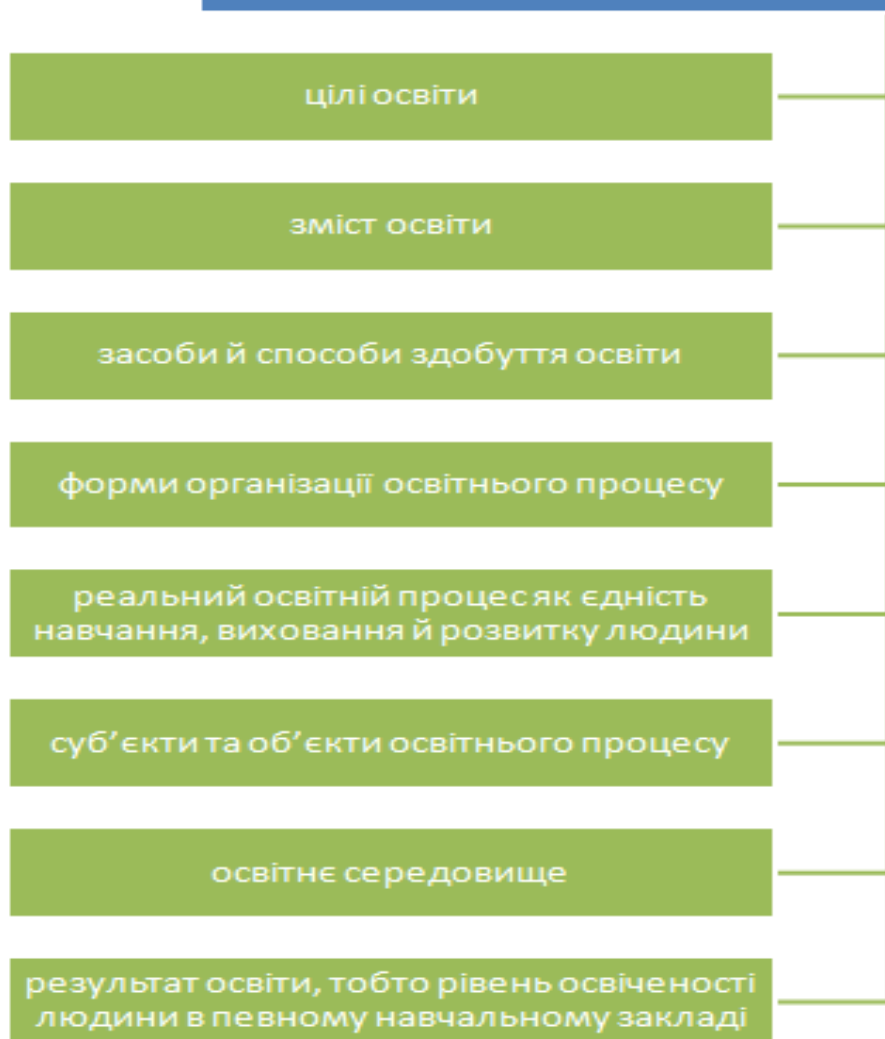 цілі освіти
зміст освіти
засоби й способи здобуття освіти
форми організації освітнього процесу
реальний освітній процес як єдність
навчання, виховання й розвитку людини
суб’єкти та об’єкти освітнього процесу
освітнє середовище
результат освіти, тобто рівень освіченості
людини в певному навчальному закладі